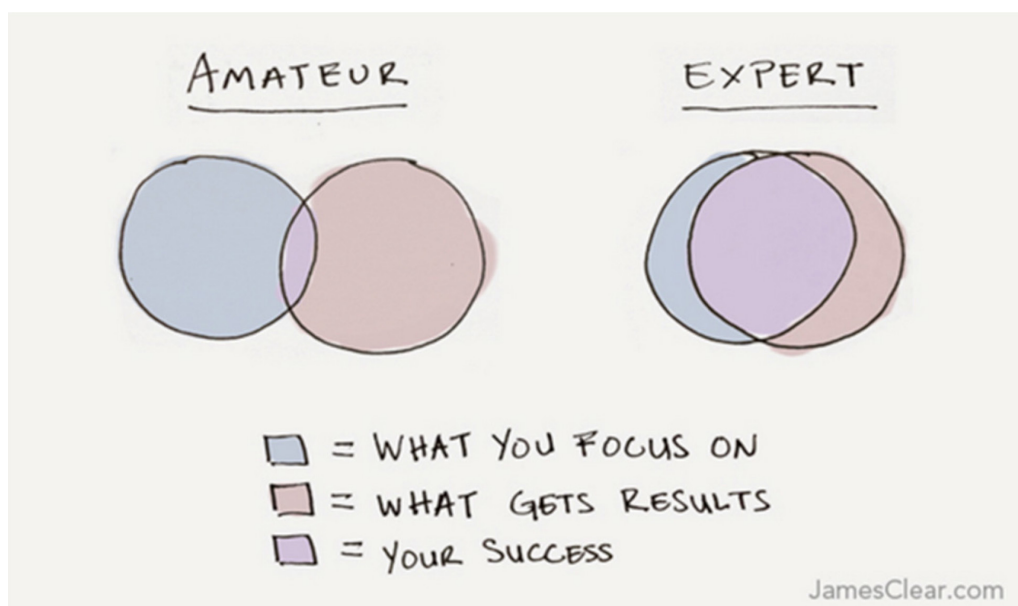 AMATEUR
EXPERT
= WHAT YOU FOCUS ON
= WHAT GETS RESULTS
= YOUR SUCCESS
JamesClear.com